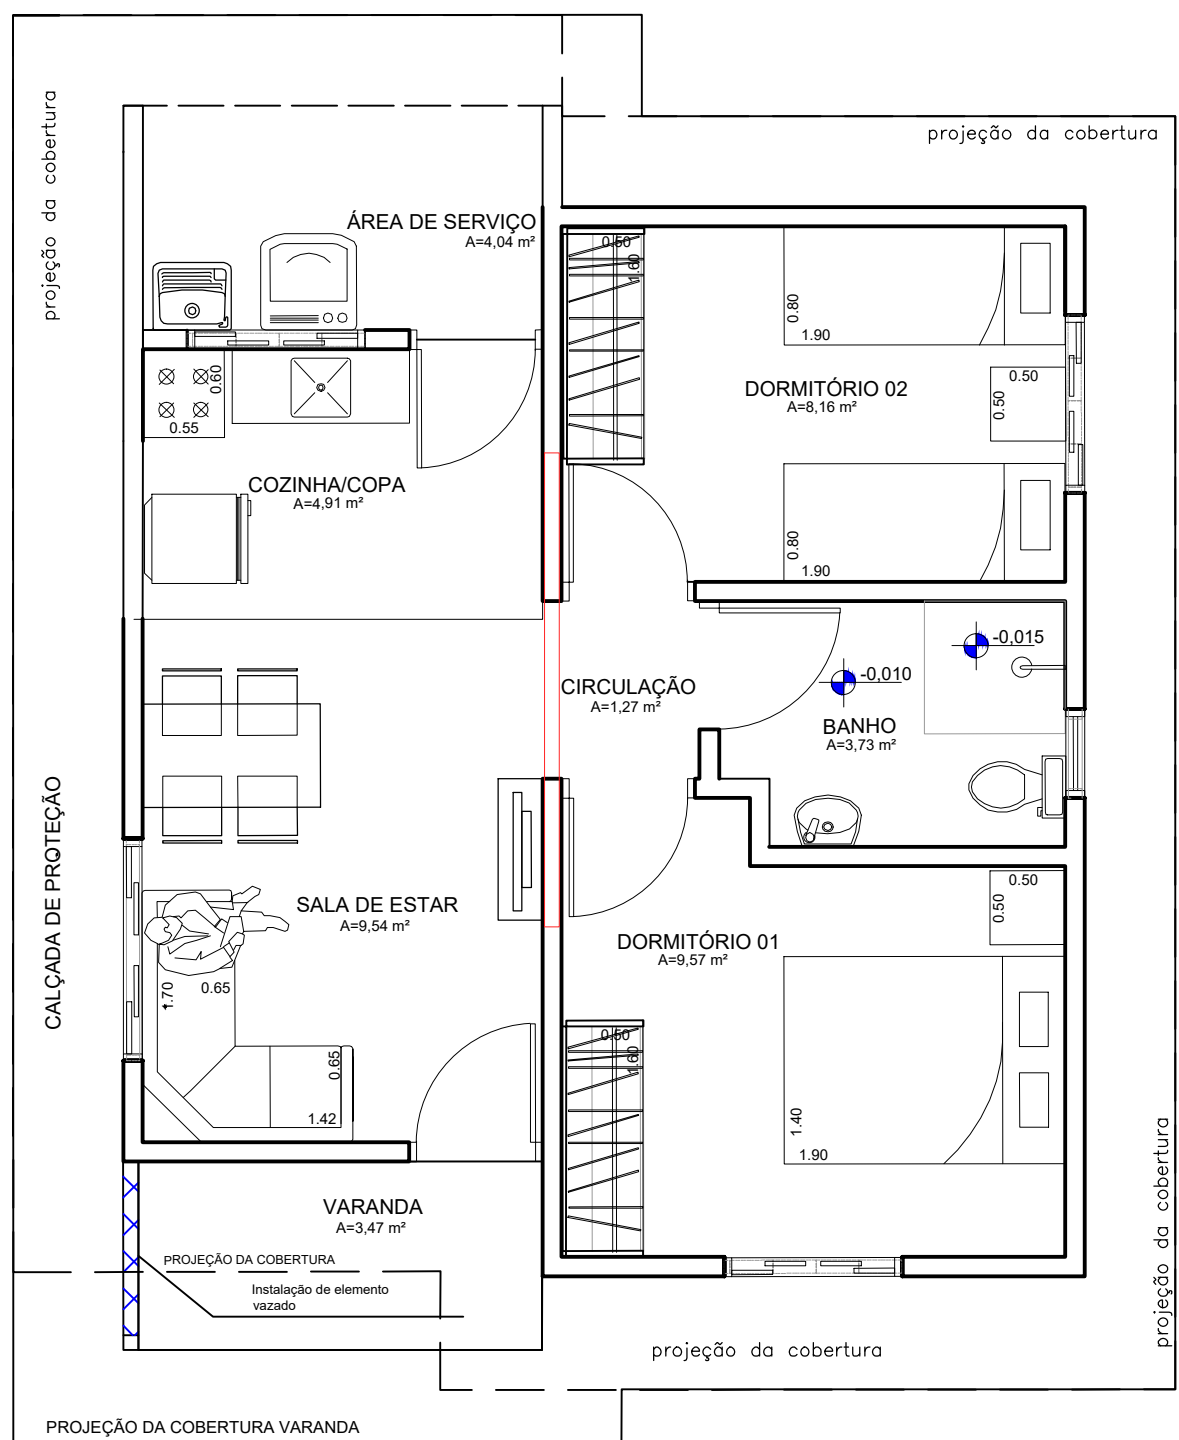 projeção da cobertura
projeção da cobertura
ÁREA DE SERVIÇO
A=4,04 m²
0.50
1.60
0.80
1.90
0.60
0.55
DORMITÓRIO 02
A=8,16 m²
0.50
0.50
COZINHA/COPA
A=4,91 m²
0.80
1.90
-0,015
-0,010
CIRCULAÇÃO
A=1,27 m²
BANHO
A=3,73 m²
CALÇADA DE PROTEÇÃO
SALA DE ESTAR
A=9,54 m²
0.50
0.50
DORMITÓRIO 01
A=9,57 m²
1.70
0.65
0.50
1.60
0.65
1.42
1.40
1.90
VARANDA
A=3,47 m²
PROJEÇÃO DA COBERTURA
Instalação de elemento
vazado
projeção da cobertura
projeção da cobertura
PROJEÇÃO DA COBERTURA VARANDA